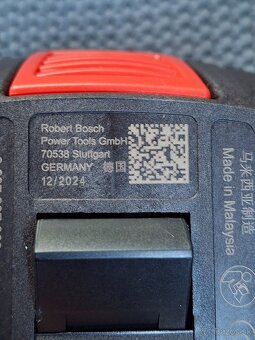 Robert Bosch
Power Tools GmbH
70538 Stuttgart
GERMANY 德国
12/2024
马来西亚制造
Made in Malaysia